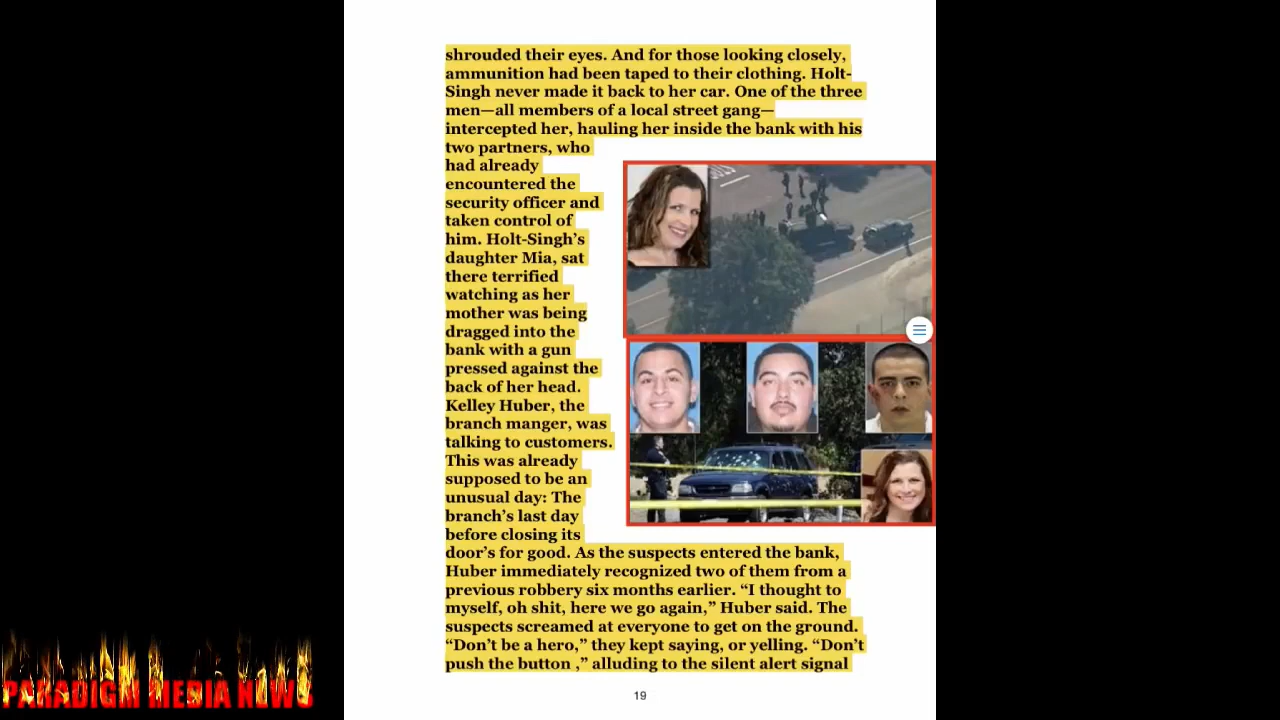 shrouded their eyes. And for those looking closely,
ammunition had been taped to their clothing. Holt-
Singh never made it back to her car. One of the three
men—all members of a local street gang—
intercepted her, hauling her inside the bank with his
two partners, who
had already
encountered the
security officer and
taken control of
him. Holt-Singh's
daughter Mia, sat
there terrified
watching as her
mother was being
dragged into the
bank with a gun
pressed against the
back of her head.
Kelley Huber, the
branch manger, was
talking to customers.
This was already
supposed to be an
unusual day: The
branch's last day
before closing its
door's for good. As the suspects entered the bank,
Huber immediately recognized two of them from a
previous robbery six months earlier. “I thought to
myself, oh shit, here we go again,” Huber said. The
suspects screamed at everyone to get on the ground.
“Don't be a hero,” they kept saying, or yelling. “Don't
push the button ,” alluding to the silent alert signal
19
PARADIGM MEDIA NEWS